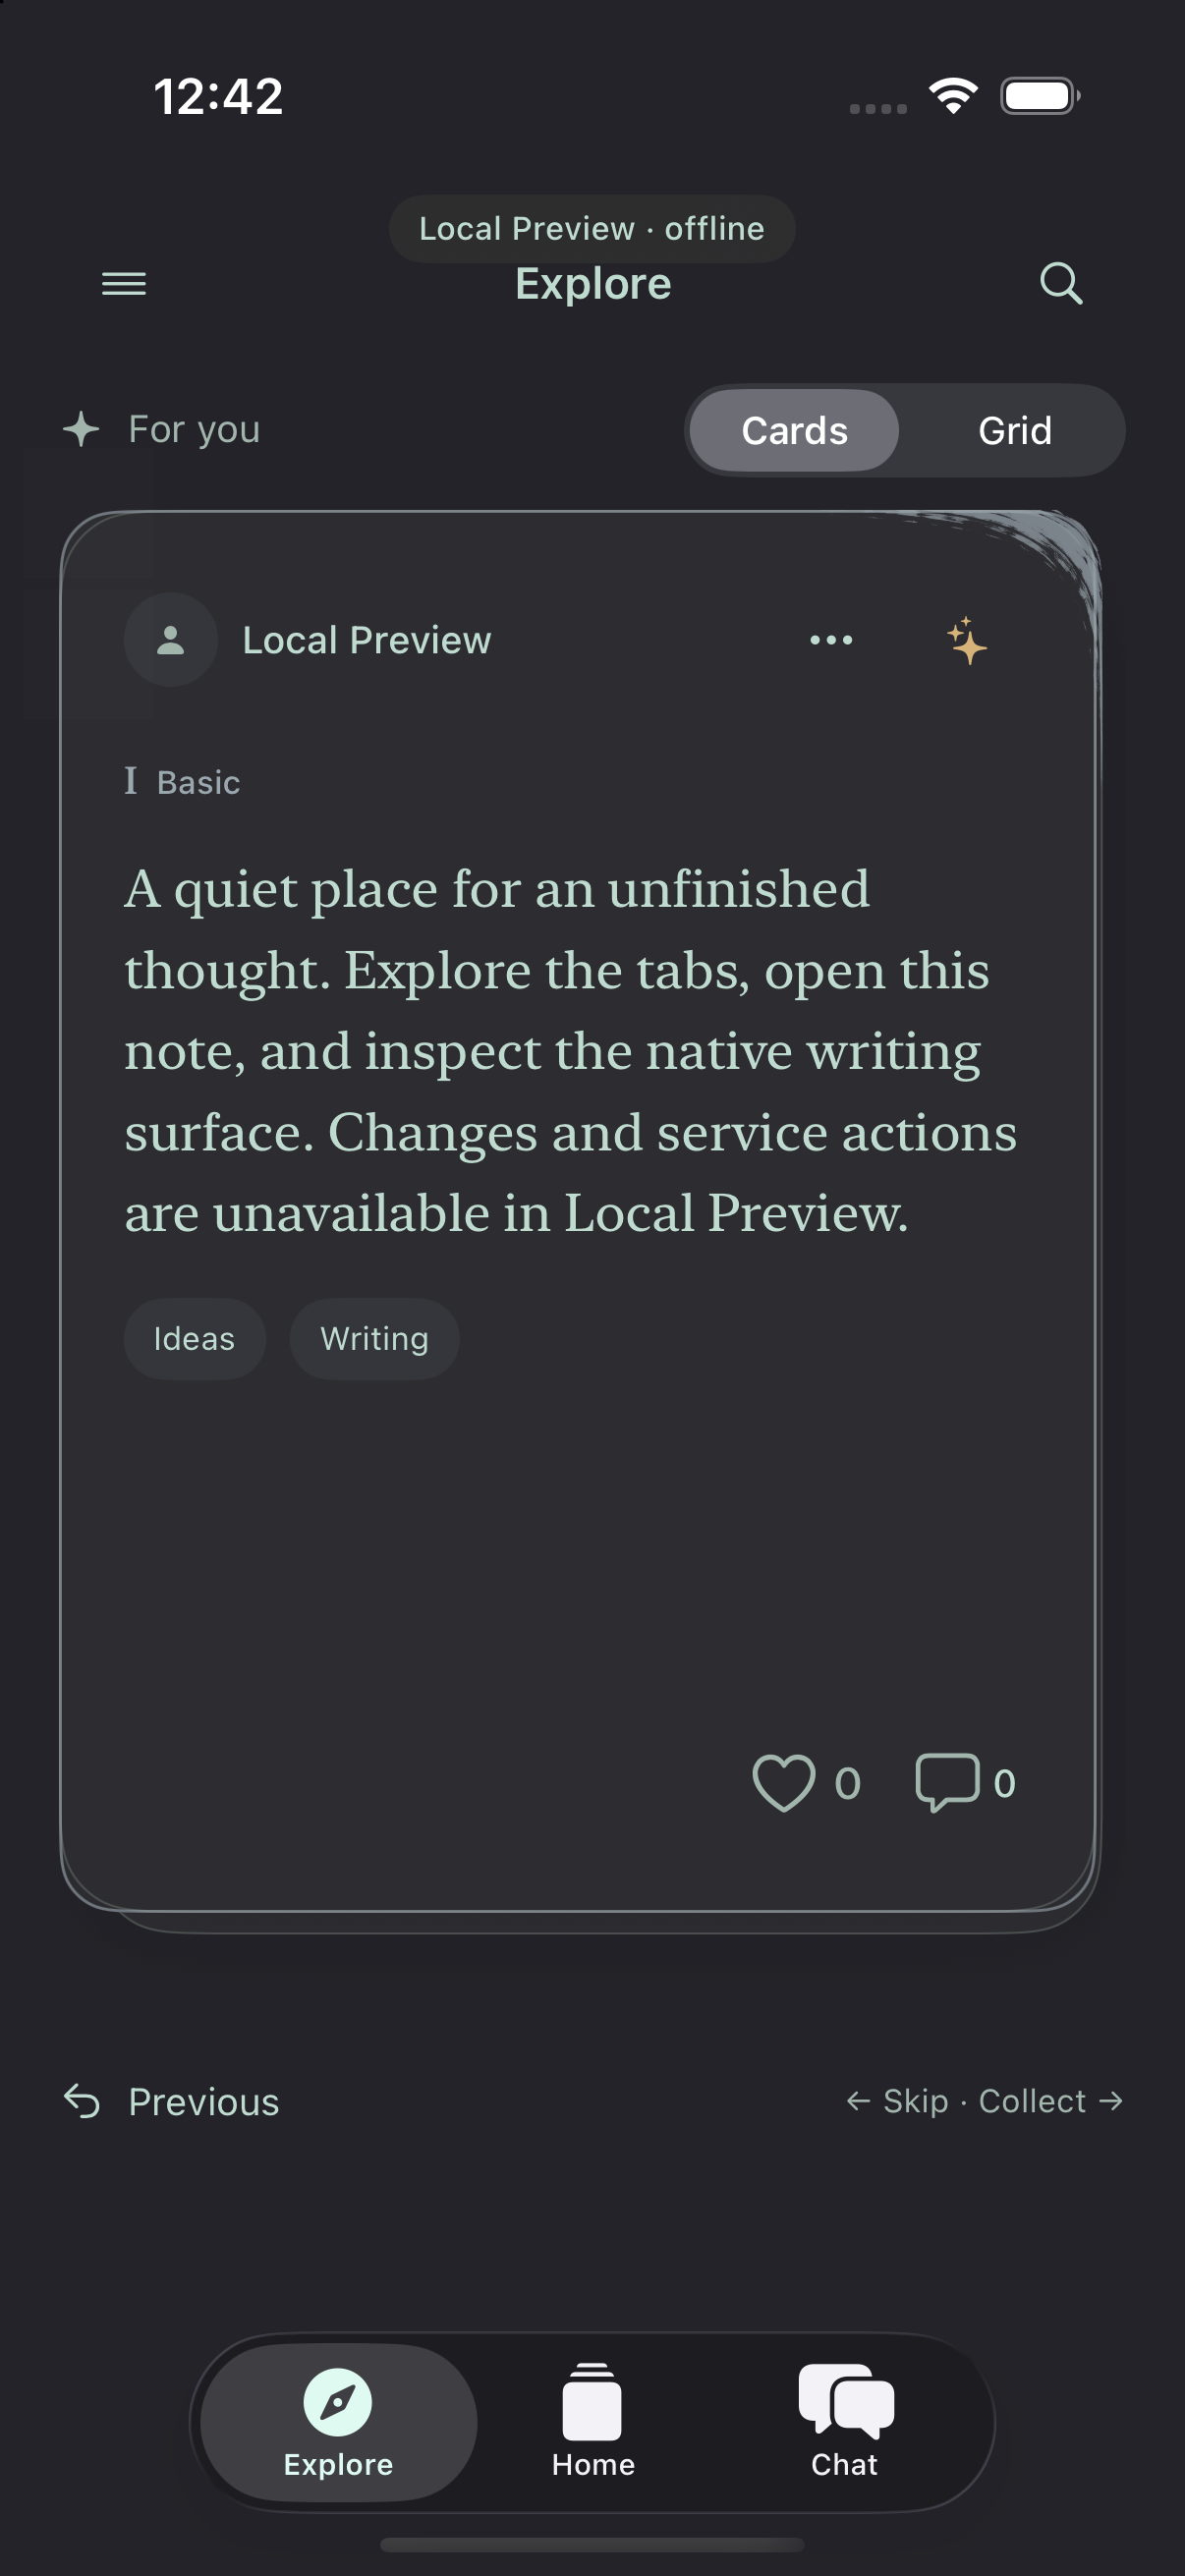 12:42
Local Preview · offline
Explore
For you
Cards
Grid
Local Preview
I Basic
A quiet place for an unfinished
thought. Explore the tabs, open this
note, and inspect the native writing
surface. Changes and service actions
are unavailable in Local Preview.
Ideas
Writing
0
0
Previous
← Skip · Collect →
Explore
Home
Chat